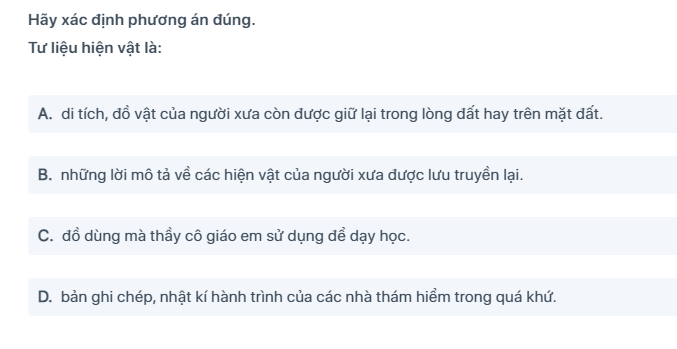 Hãy xác định phương án đúng.
Tư liệu hiện vật là:
A. di tích, đồ vật của người xưa còn được giữ lại trong lòng đất hay trên mặt đất.
B. những lời mô tả về các hiện vật của người xưa được lưu truyền lại.
C. đồ dùng mà thầy cô giáo em sử dụng để dạy học.
D. bản ghi chép, nhật kí hành trình của các nhà thám hiểm trong quá khứ.